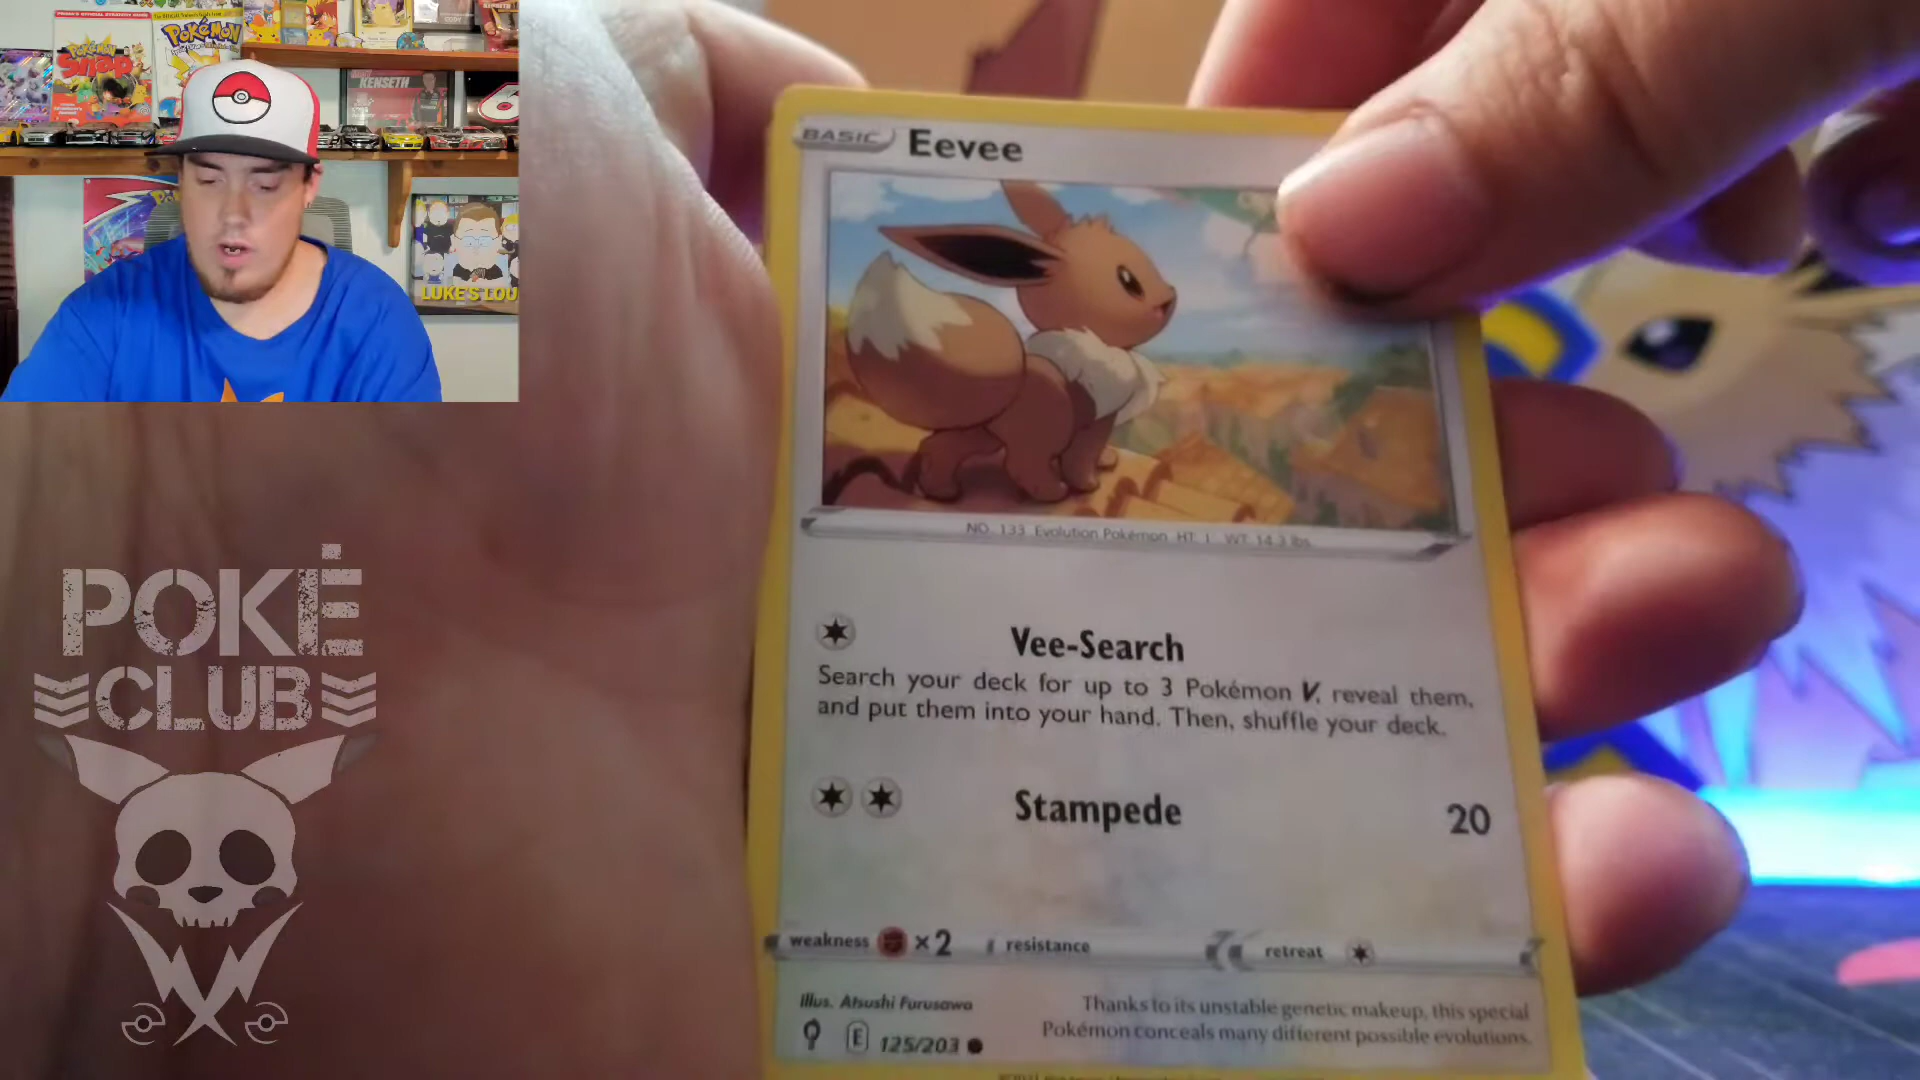 Pokémon
Snap
Pokémon
KENSETH
LUKE'S LOU
POKÉ
CLUB
BASIC Eevee
NO. 133 Evolution Pokémon HT. 1' WT. 14.3 lbs.
Vee-Search
Search your deck for up to 3 Pokémon V, reveal them,
and put them into your hand. Then, shuffle your deck.
Stampede 20
weakness ×2 resistance retreat
Illus. Atsushi Furusawa
E 125/203
Thanks to its unstable genetic makeup, this special
Pokémon conceals many different possible evolutions.